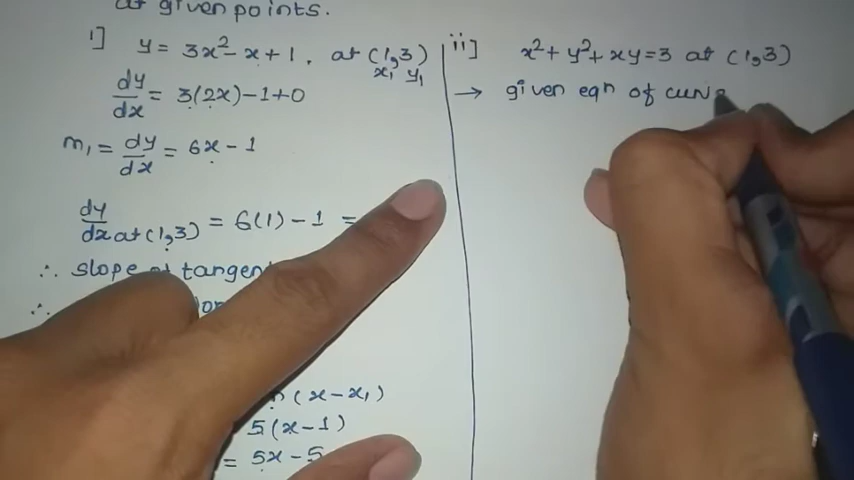 at given points.
1] y = 3x² - x + 1 . at (1,3)
x₁ y₁
dy/dx = 3(2x) - 1 + 0
m₁ = dy/dx = 6x - 1
dy/dx at (1,3) = 6(1) - 1 =
∴ slope of tangent
∴
(x - x₁)
5(x - 1)
= 5x - 5
ii] x² + y² + xy = 3 at (1,3)
→ given eqn of curve